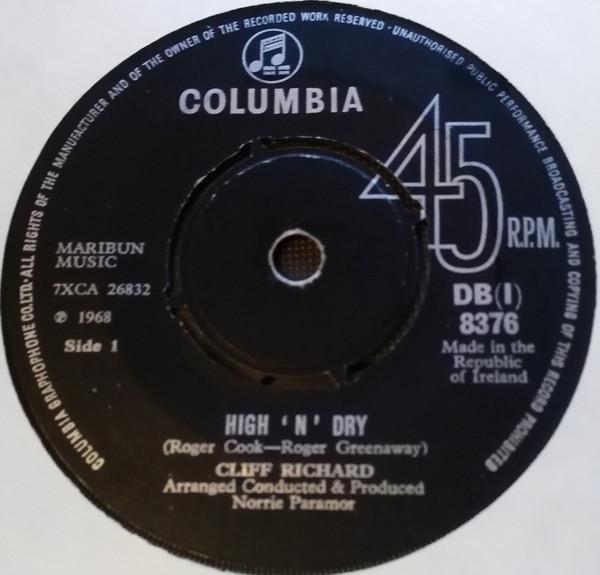 COLUMBIA GRAPHOPHONE CO.LTD.·ALL RIGHTS OF THE MANUFACTURER AND OF THE OWNER OF THE RECORDED WORK RESERVED·UNAUTHORISED PUBLIC PERFORMANCE BROADCASTING AND COPYING OF THIS RECORD PROHIBITED
COLUMBIA
45
R.P.M.
MARIBUN
MUSIC
7XCA 26832
℗ 1968
Side 1
DB(I)
8376
Made in the
Republic
of Ireland
HIGH 'N' DRY
(Roger Cook—Roger Greenaway)
CLIFF RICHARD
Arranged Conducted & Produced
Norrie Paramor